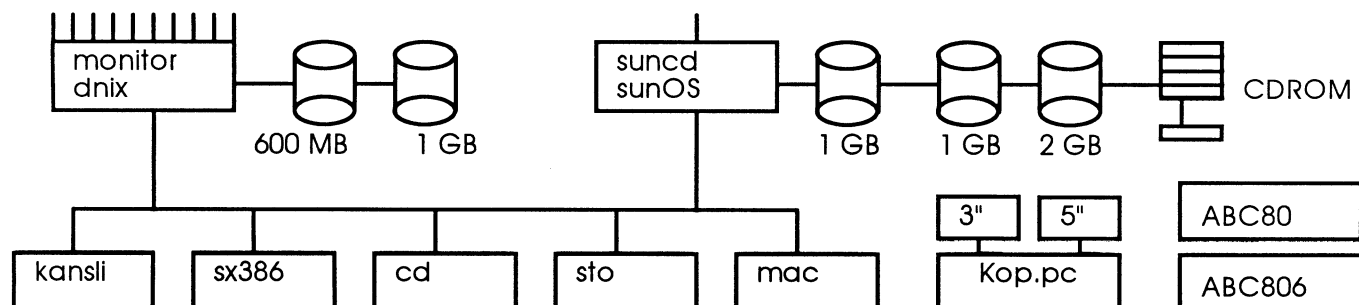 monitor
dnix
600 MB
1 GB
suncd
sunOS
1 GB
1 GB
2 GB
CDROM
3"
5"
ABC80
kansli
sx386
cd
sto
mac
Kop.pc
ABC806